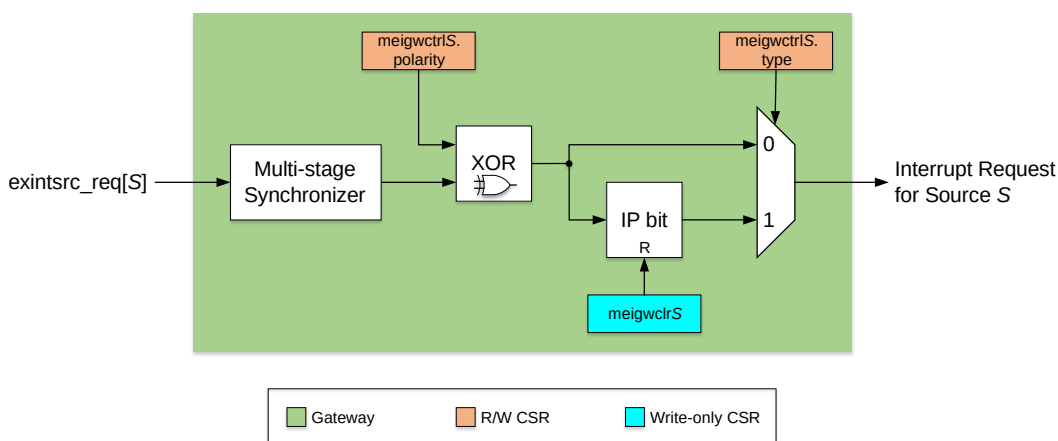 meigwctrlS.
polarity
meigwctrlS.
type
exintsrc_req[S]
Multi-stage
Synchronizer
XOR
0
IP bit
R
1
Interrupt Request
for Source S
meigwclrS
Gateway
R/W CSR
Write-only CSR